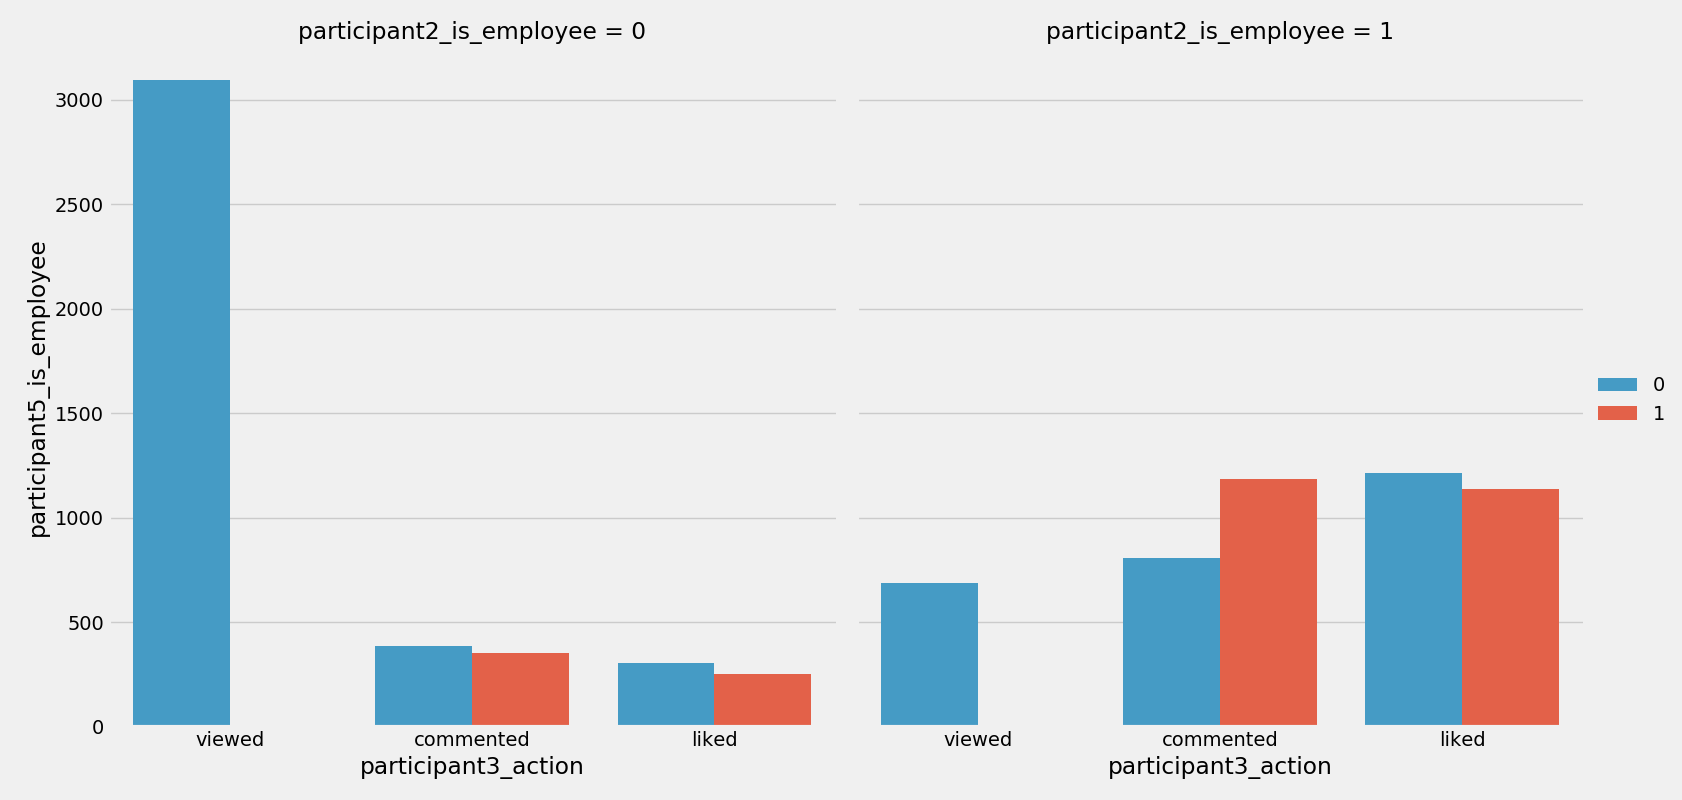 participant2_is_employee = 0
participant2_is_employee = 1
participant5_is_employee
3000
2500
2000
1500
1000
500
0
viewed
commented
liked
participant3_action
viewed
commented
liked
participant3_action
0
1